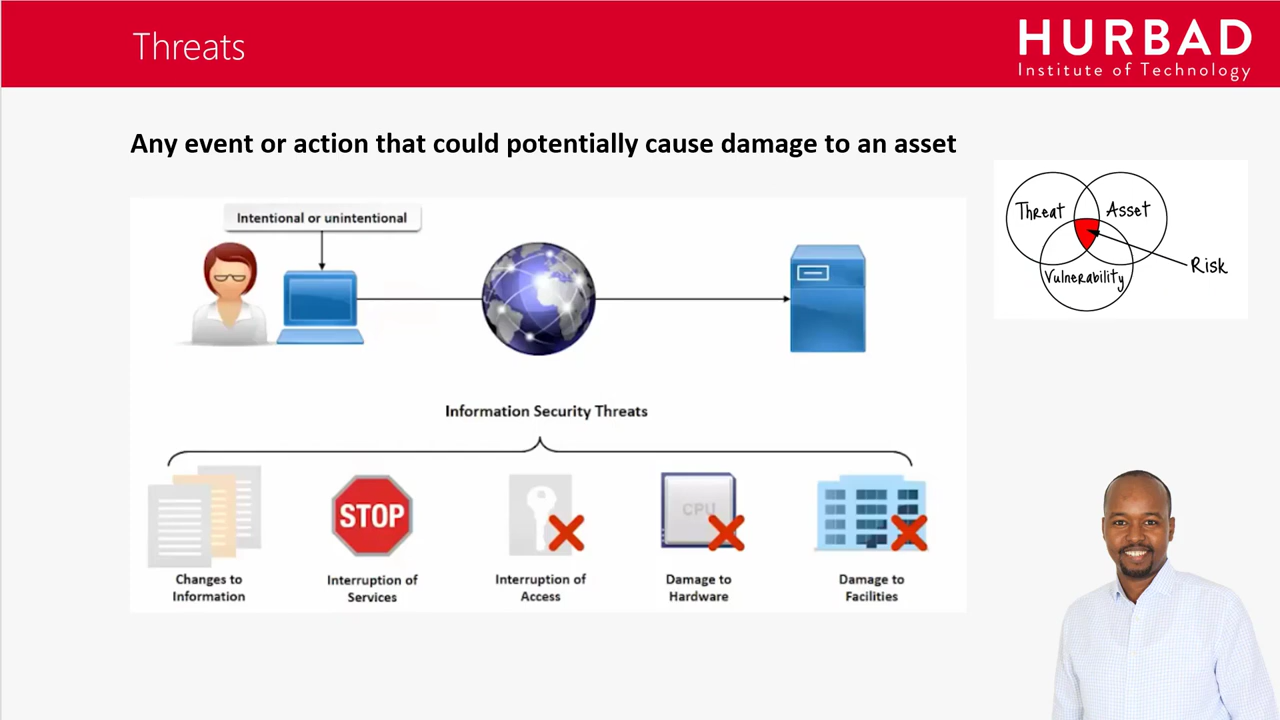 Threats
HURBAD
Institute of Technology
Any event or action that could potentially cause damage to an asset
Intentional or unintentional
Threat
Asset
Vulnerability
Risk
Information Security Threats
STOP
CPU
Changes to
Information
Interruption of
Services
Interruption of
Access
Damage to
Hardware
Damage to
Facilities